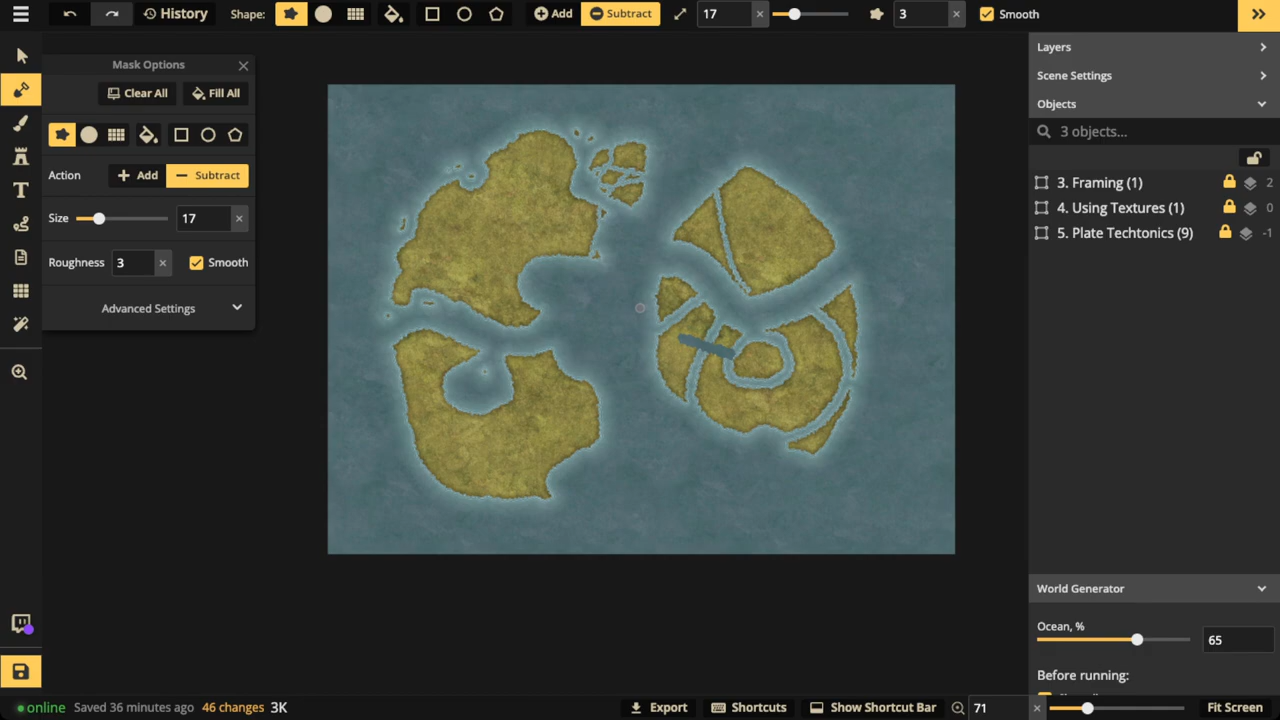 History Shape: Add Subtract 17 × 3 × Smooth
Mask Options
Clear All Fill All
Action Add Subtract
Size 17 ×
Roughness 3 × Smooth
Advanced Settings
Layers
Scene Settings
Objects
3 objects...
3. Framing (1) 2
4. Using Textures (1) 0
5. Plate Techtonics (9) -1
World Generator
Ocean, %
65
Before running:
online Saved 36 minutes ago 46 changes 3K Export Shortcuts Show Shortcut Bar 71 × Fit Screen